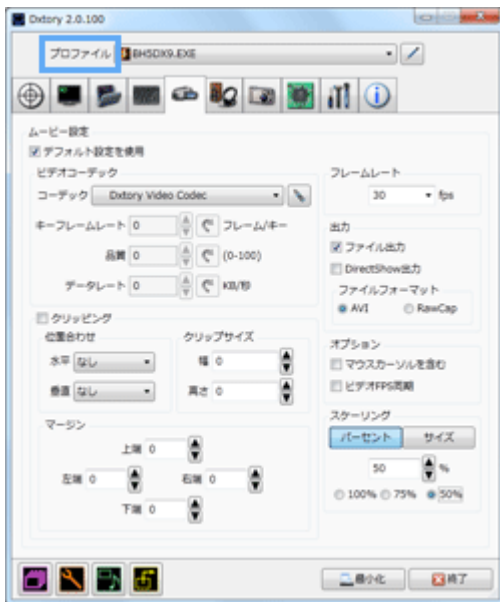 Dxtory 2.0.100
プロファイル BH5DX9.EXE
ムービー設定
デフォルト設定を使用
ビデオコーデック
コーデック Dxtory Video Codec
キーフレームレート 0 フレーム/キー
品質 0 (0-100)
データレート 0 KB/秒
フレームレート
30 fps
出力
ファイル出力
DirectShow出力
ファイルフォーマット
AVI RawCap
クリッピング
位置合わせ
水平 なし
垂直 なし
クリップサイズ
幅 0
高さ 0
マージン
上端 0
左端 0 右端 0
下端 0
オプション
マウスカーソルを含む
ビデオFPS同期
スケーリング
パーセント サイズ
50 %
100% 75% 50%
最小化 終了